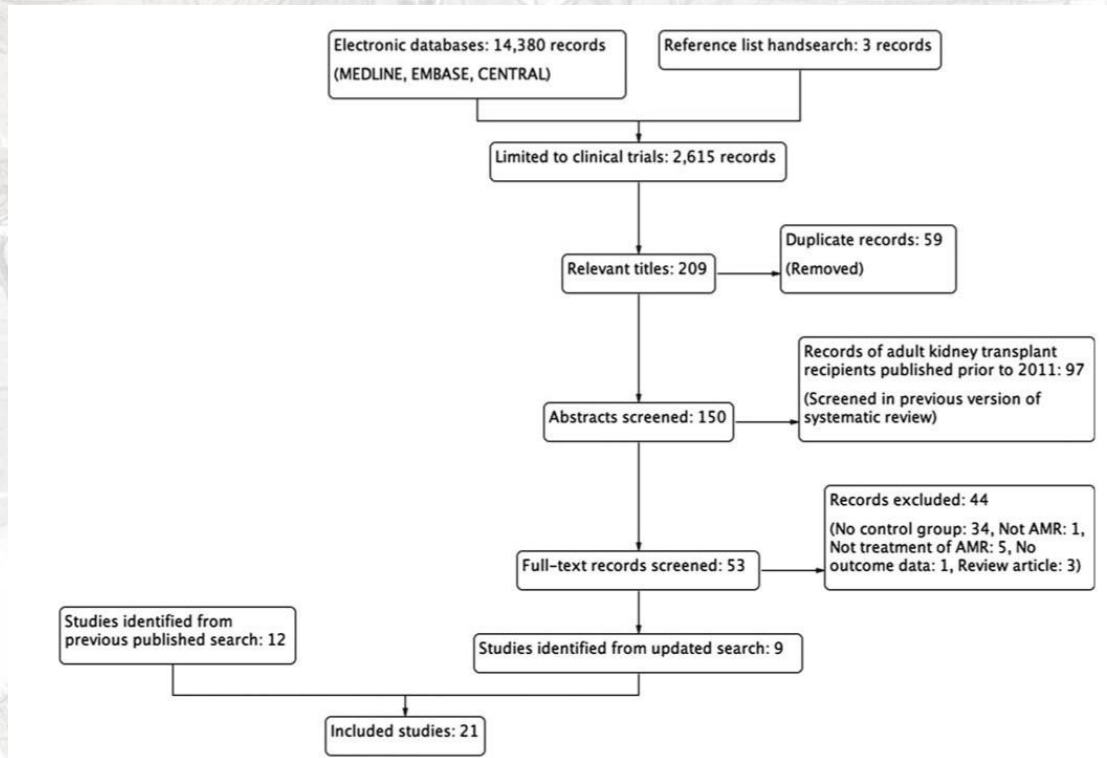 Electronic databases: 14,380 records
(MEDLINE, EMBASE, CENTRAL)
Reference list handsearch: 3 records
Limited to clinical trials: 2,615 records
Relevant titles: 209
Duplicate records: 59
(Removed)
Records of adult kidney transplant
recipients published prior to 2011: 97
(Screened in previous version of
systematic review)
Abstracts screened: 150
Records excluded: 44
(No control group: 34, Not AMR: 1,
Not treatment of AMR: 5, No
outcome data: 1, Review article: 3)
Full-text records screened: 53
Studies identified from
previous published search: 12
Studies identified from updated search: 9
Included studies: 21